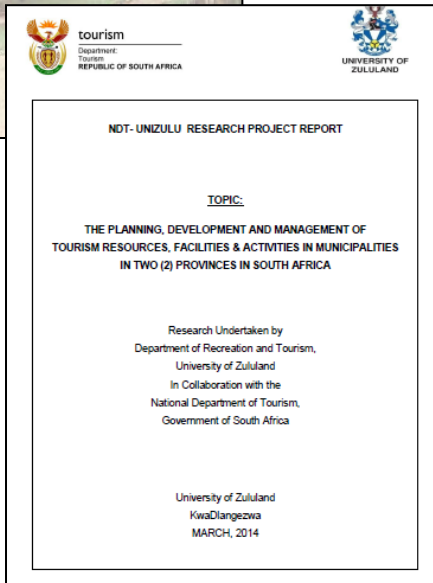 tourism
Department:
Tourism
REPUBLIC OF SOUTH AFRICA
UNIVERSITY OF
ZULULAND
NDT- UNIZULU RESEARCH PROJECT REPORT
TOPIC:
THE PLANNING, DEVELOPMENT AND MANAGEMENT OF
TOURISM RESOURCES, FACILITIES & ACTIVITIES IN MUNICIPALITIES
IN TWO (2) PROVINCES IN SOUTH AFRICA
Research Undertaken by
Department of Recreation and Tourism,
University of Zululand
In Collaboration with the
National Department of Tourism,
Government of South Africa
University of Zululand
KwaDlangezwa
MARCH, 2014